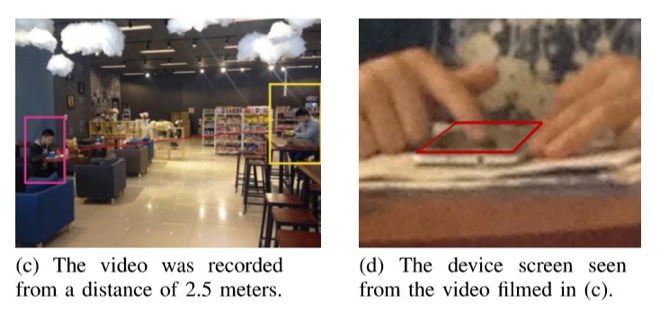 (c) The video was recorded
from a distance of 2.5 meters.
(d) The device screen seen
from the video filmed in (c).